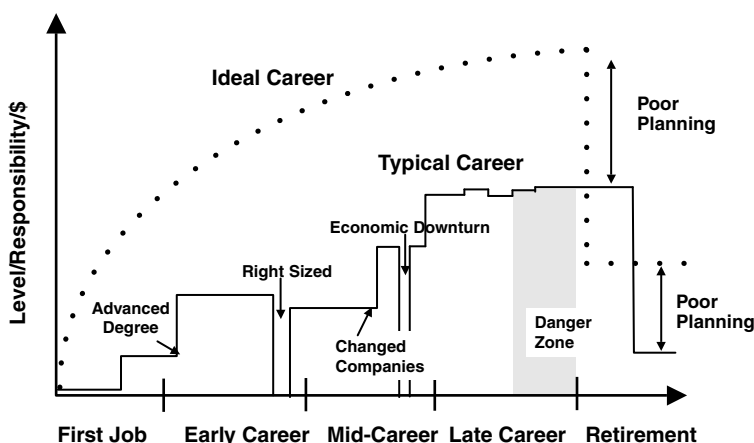 Level/Responsibility/$
Ideal Career
Poor
Planning
Typical Career
Economic Downturn
Right Sized
Advanced
Degree
Changed
Companies
Danger
Zone
Poor
Planning
First Job
Early Career
Mid-Career
Late Career
Retirement